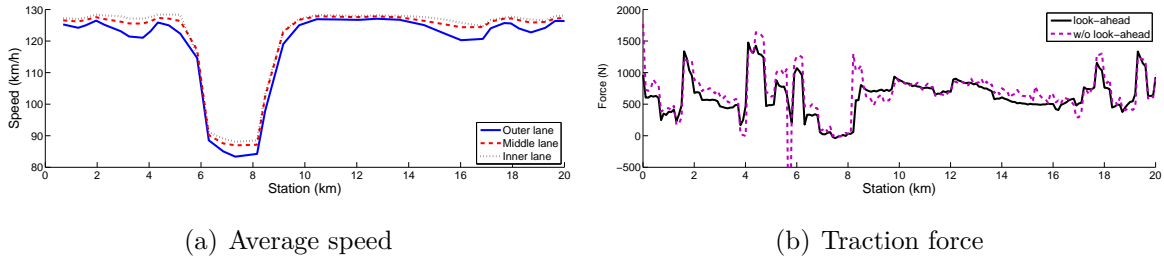 130
120
110
100
90
80
Speed (km/h)
0 2 4 6 8 10 12 14 16 18 20
Station (km)
Outer lane
Middle lane
Inner lane
(a) Average speed
2000
1500
1000
500
0
−500
Force (N)
0 2 4 6 8 10 12 14 16 18 20
Station (km)
look−ahead
w/o look−ahead
(b) Traction force